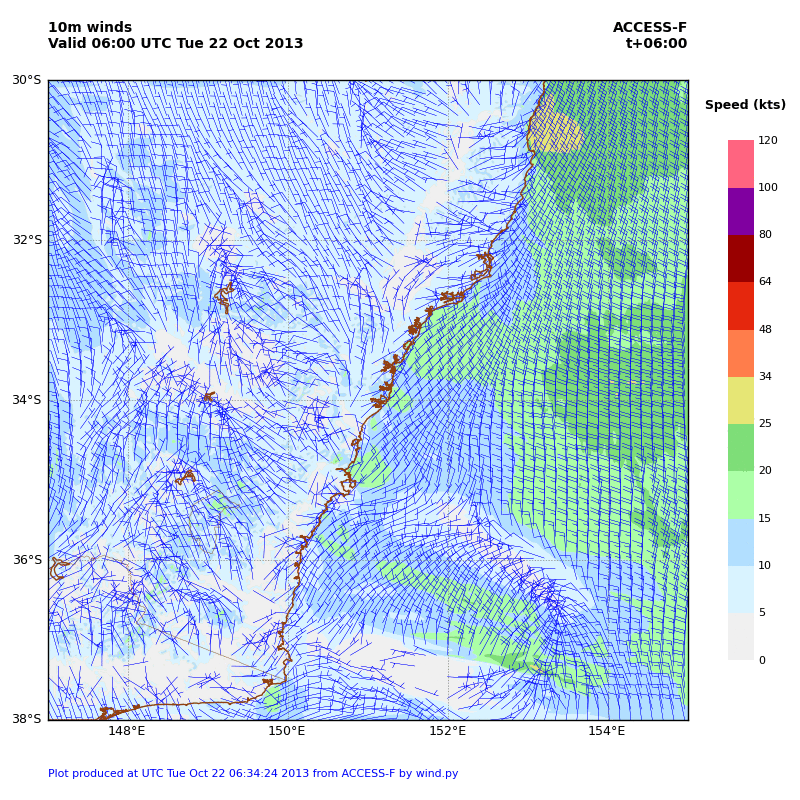 10m winds ACCESS-F
Valid 06:00 UTC Tue 22 Oct 2013 t+06:00
30°S
Speed (kts)
120
100
32°S
80
64
48
34°S
34
25
20
15
36°S
10
5
0
38°S
148°E 150°E 152°E 154°E
Plot produced at UTC Tue Oct 22 06:34:24 2013 from ACCESS-F by wind.py